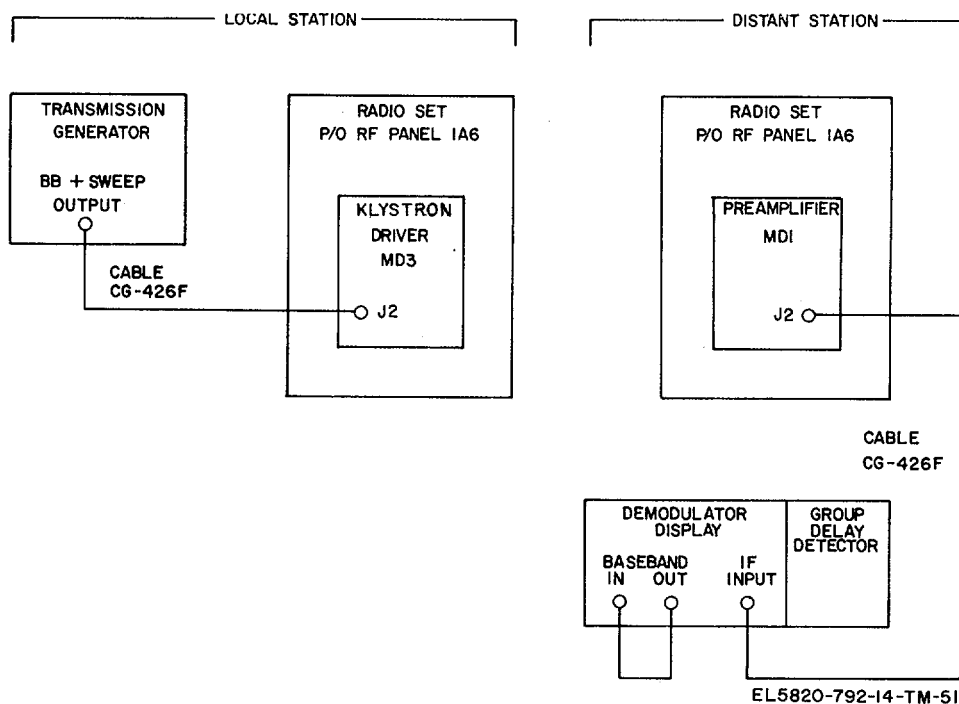 LOCAL STATION
DISTANT STATION
TRANSMISSION
GENERATOR
BB + SWEEP
OUTPUT
CABLE
CG-426F
RADIO SET
P/O RF PANEL 1A6
KLYSTRON
DRIVER
MD3
J2
RADIO SET
P/O RF PANEL 1A6
PREAMPLIFIER
MD1
J2
CABLE
CG-426F
DEMODULATOR
DISPLAY
BASEBAND
IN OUT
IF
INPUT
GROUP
DELAY
DETECTOR
EL5820-792-14-TM-51